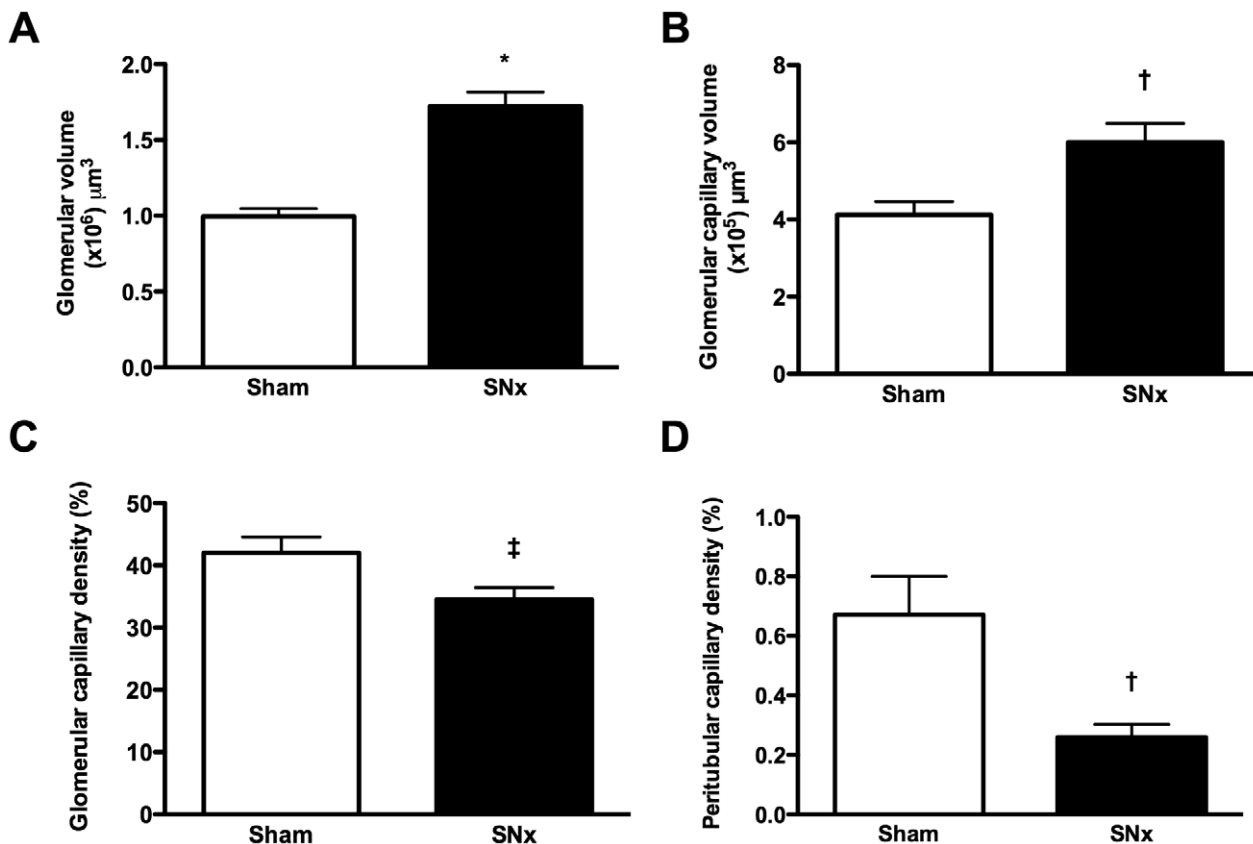 A
Glomerular volume
(x10⁶) µm³
2.0
1.5
1.0
0.5
0.0
*
Sham
SNx
B
Glomerular capillary volume
(x10⁵) µm³
8
6
4
2
0
†
Sham
SNx
C
Glomerular capillary density (%)
50
40
30
20
10
0
‡
Sham
SNx
D
Peritubular capillary density (%)
1.0
0.8
0.6
0.4
0.2
0.0
†
Sham
SNx